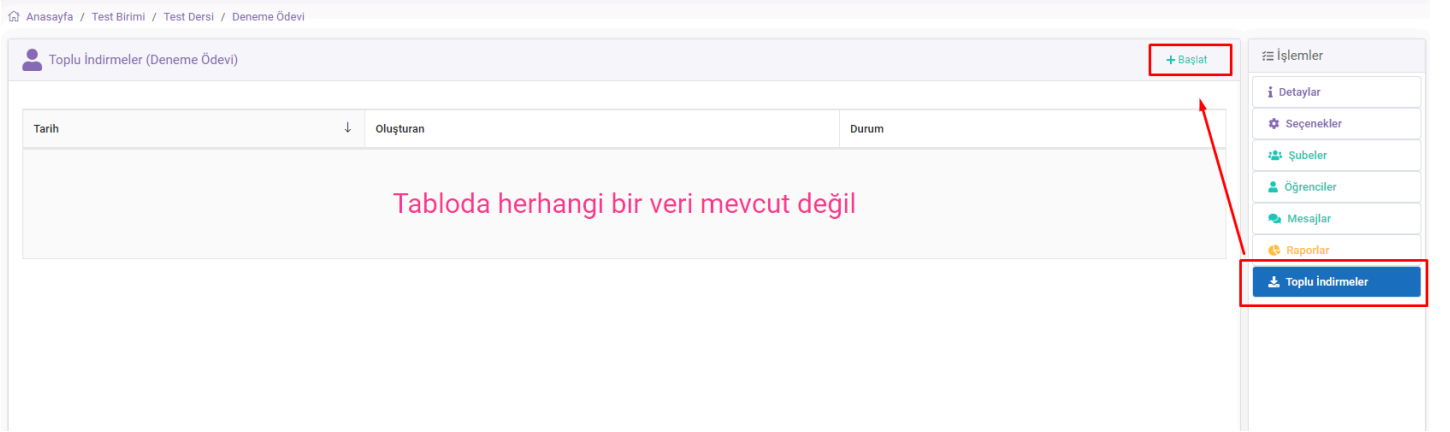 Anasayfa / Test Birimi / Test Dersi / Deneme Ödevi
Toplu İndirmeler (Deneme Ödevi)
+ Başlat
Tarih
Oluşturan
Durum
Tabloda herhangi bir veri mevcut değil
İşlemler
Detaylar
Seçenekler
Şubeler
Öğrenciler
Mesajlar
Raporlar
Toplu İndirmeler